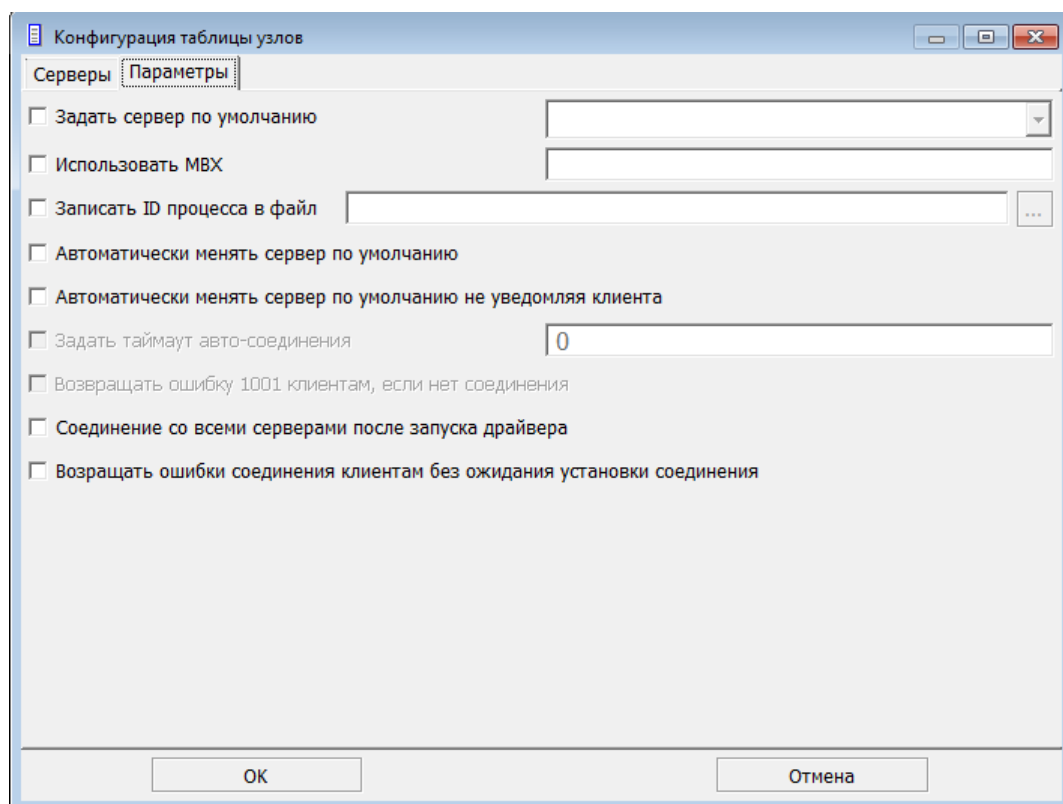 Конфигурация таблицы узлов
Серверы Параметры
Задать сервер по умолчанию
Использовать MBX
Записать ID процесса в файл ...
Автоматически менять сервер по умолчанию
Автоматически менять сервер по умолчанию не уведомляя клиента
Задать таймаут авто-соединения 0
Возвращать ошибку 1001 клиентам, если нет соединения
Соединение со всеми серверами после запуска драйвера
Возращать ошибки соединения клиентам без ожидания установки соединения
OK Отмена